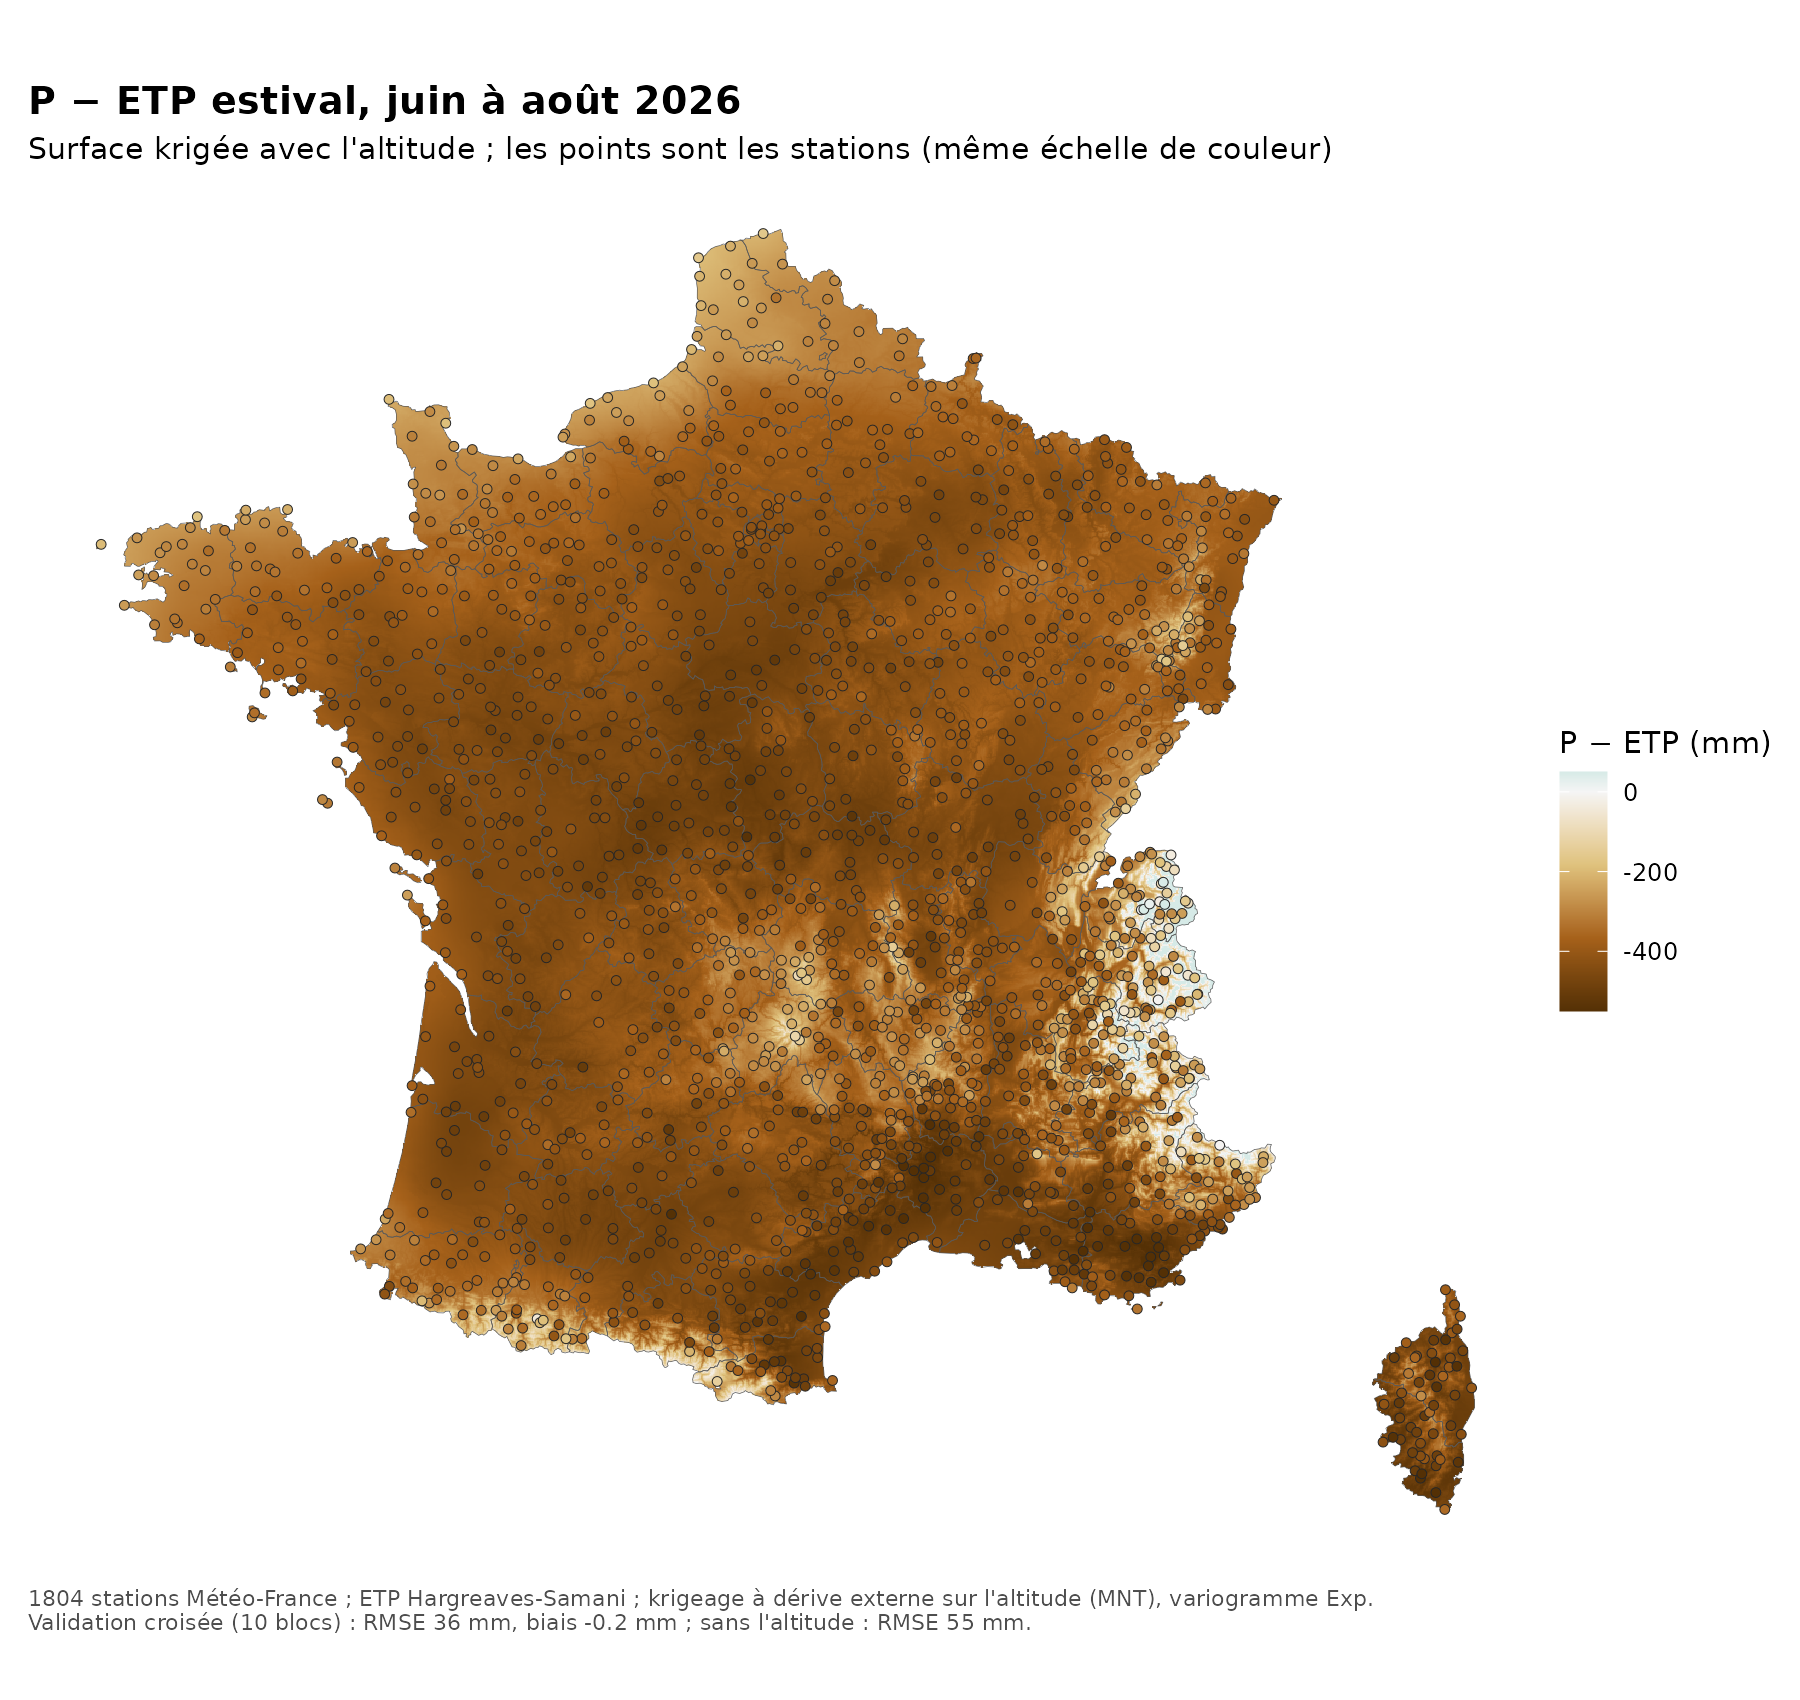 P − ETP estival, juin à août 2026
Surface krigée avec l'altitude ; les points sont les stations (même échelle de couleur)
P − ETP (mm)
0
-200
-400
1804 stations Météo-France ; ETP Hargreaves-Samani ; krigeage à dérive externe sur l'altitude (MNT), variogramme Exp.
Validation croisée (10 blocs) : RMSE 36 mm, biais -0.2 mm ; sans l'altitude : RMSE 55 mm.